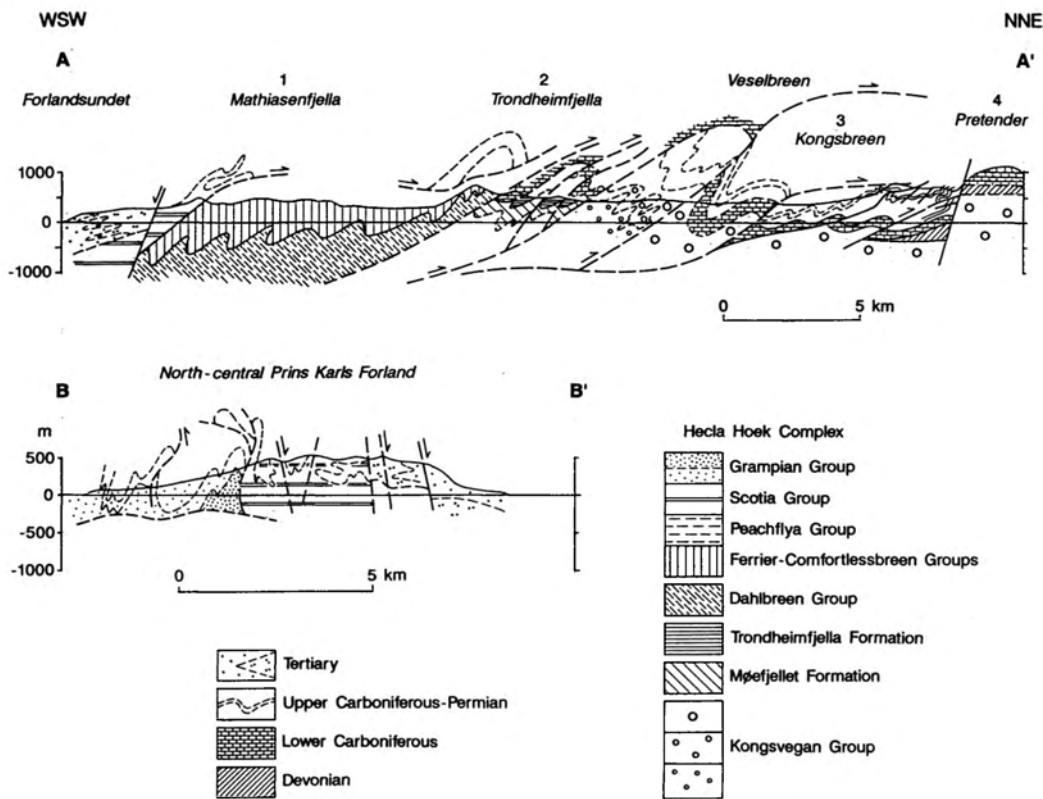 WSW
NNE
A
A'
Forlandsundet
1
Mathiasenfjella
2
Trondheimfjella
Veselbreen
3
Kongsbreen
4
Pretender
1000
0
-1000
1000
0
-1000
0 5 km
North-central Prins Karls Forland
B
B'
m
500
0
-500
-1000
0 5 km
Tertiary
Upper Carboniferous-Permian
Lower Carboniferous
Devonian
Hecla Hoek Complex
Grampian Group
Scotia Group
Peachflya Group
Ferrier-Comfortlessbreen Groups
Dahlbreen Group
Trondheimfjella Formation
Møefjellet Formation
Kongsvegan Group